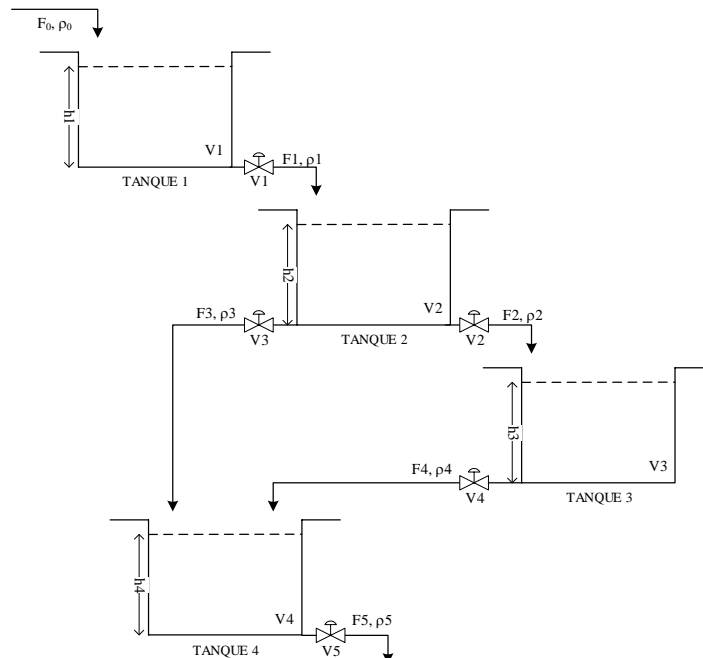 F₀, ρ₀
h1
V1
F1, ρ1
V1
TANQUE 1
h2
V2
F3, ρ3
F2, ρ2
V3
TANQUE 2
V2
h3
V3
F4, ρ4
V4
TANQUE 3
h4
V4
F5, ρ5
V5
TANQUE 4